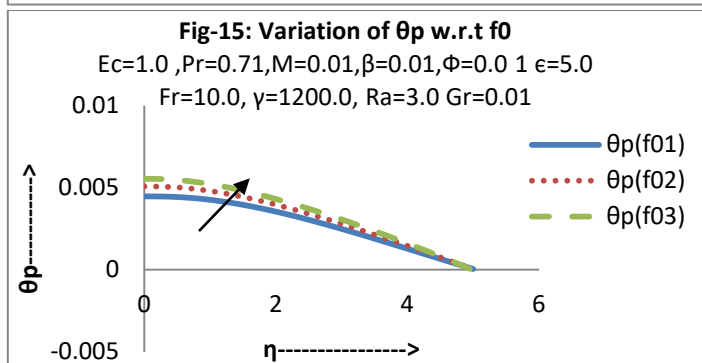 Fig-15: Variation of θp w.r.t f0
Ec=1.0 ,Pr=0.71,M=0.01,β=0.01,Φ=0.0 1 ϵ=5.0
Fr=10.0, γ=1200.0, Ra=3.0 Gr=0.01
0.01
0.005
0
-0.005
θp---------->
0
2
4
6
η---------------->
θp(f01)
θp(f02)
θp(f03)